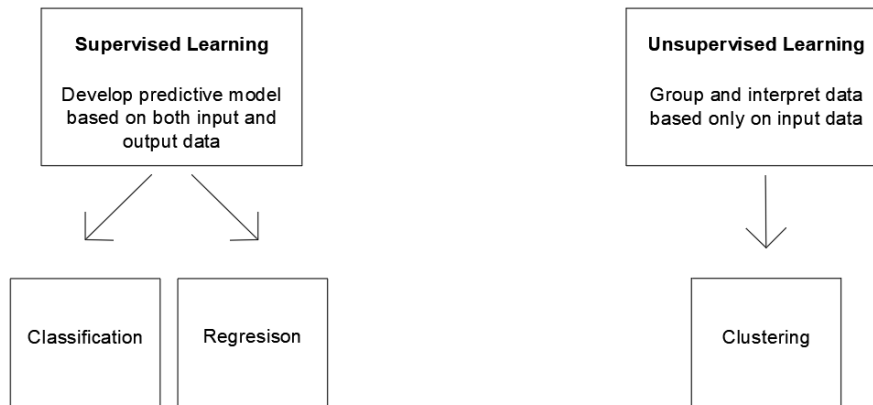 Supervised Learning
Develop predictive model
based on both input and
output data
Unsupervised Learning
Group and interpret data
based only on input data
Classification
Regresison
Clustering